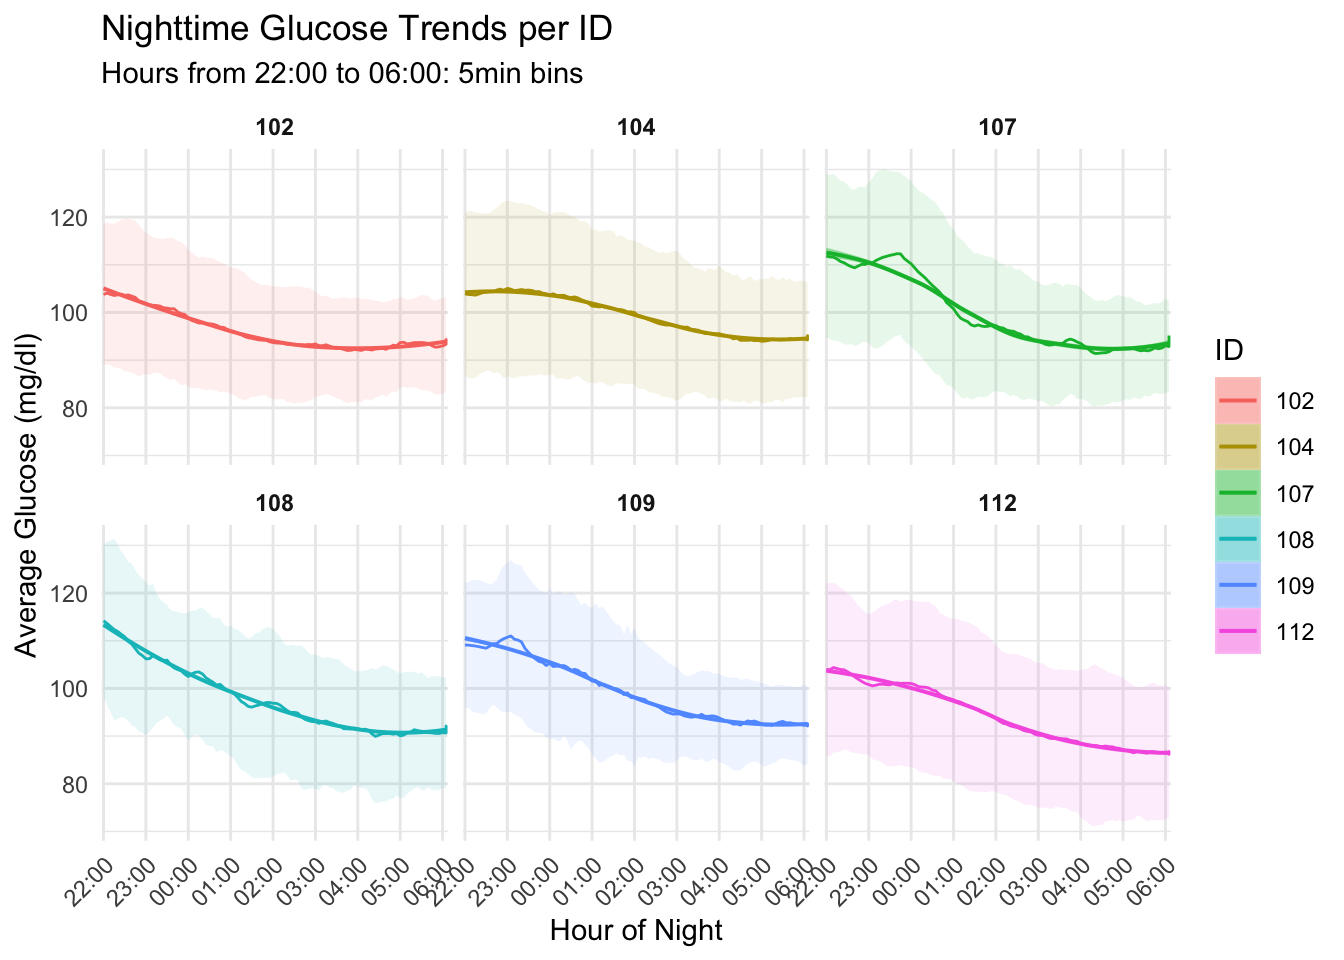 Nighttime Glucose Trends per ID
Hours from 22:00 to 06:00: 5min bins
102 104 107
120
100
80
108 109 112
120
100
80
Average Glucose (mg/dl)
22:00 23:00 00:00 01:00 02:00 03:00 04:00 05:00 06:00 22:00 23:00 00:00 01:00 02:00 03:00 04:00 05:00 06:00 22:00 23:00 00:00 01:00 02:00 03:00 04:00 05:00 06:00
Hour of Night
ID
102
104
107
108
109
112